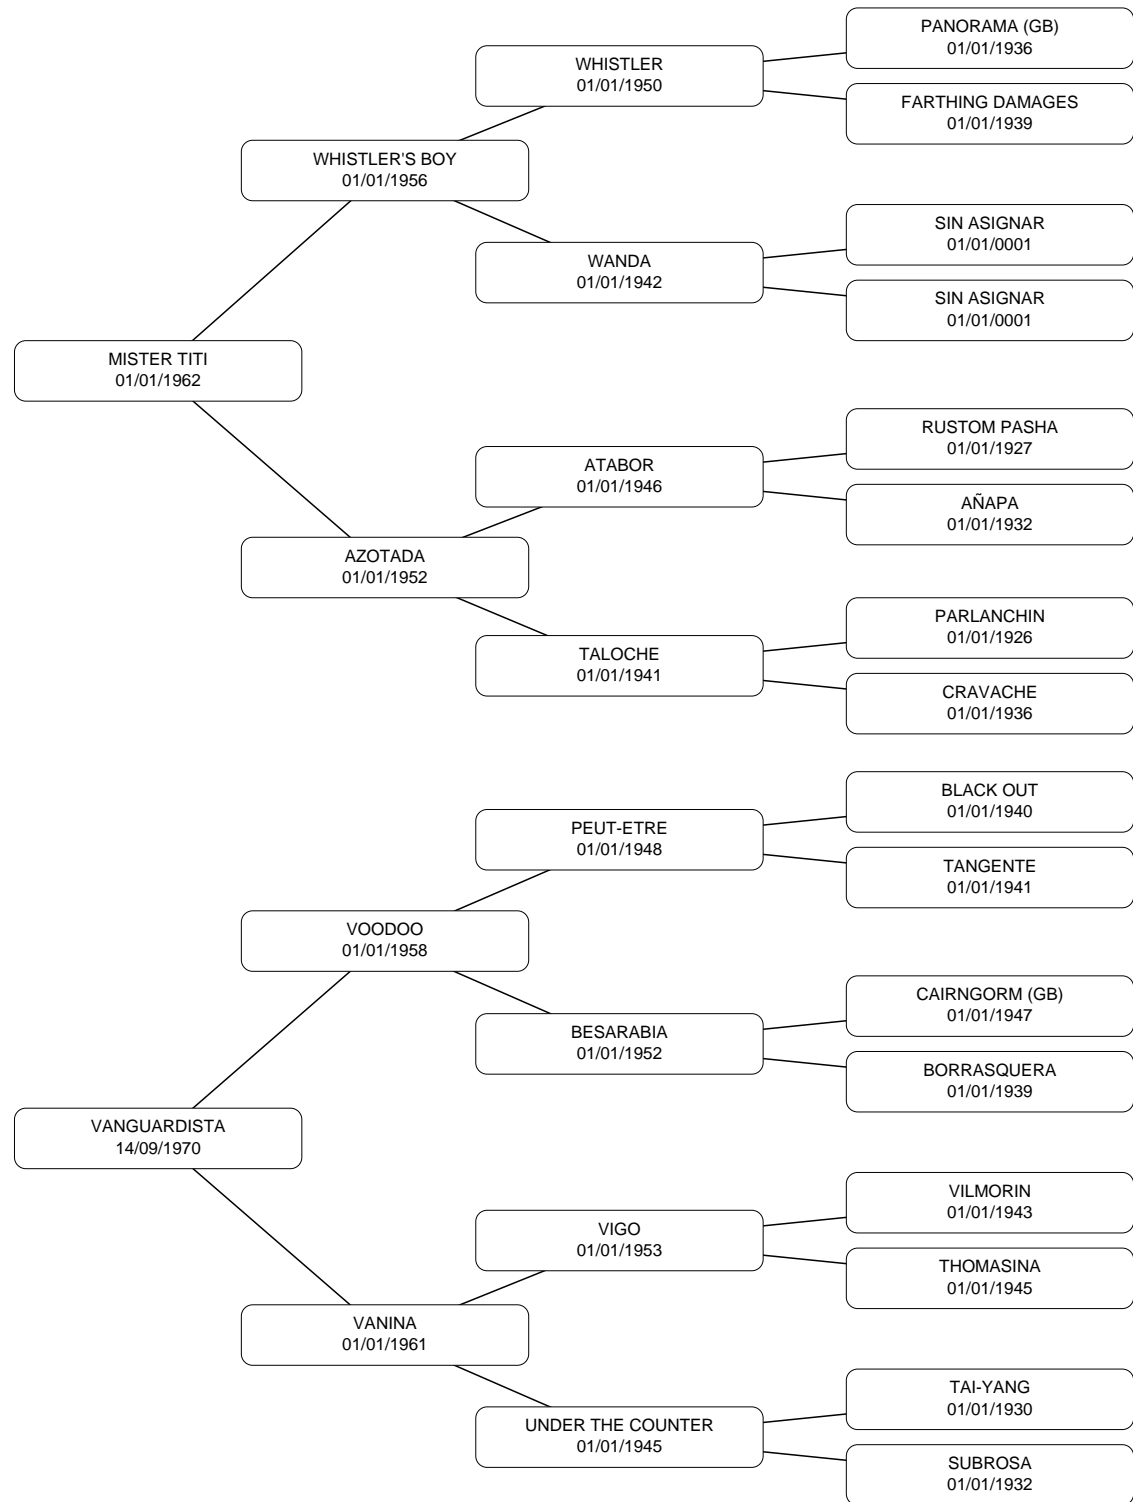 PANORAMA (GB)
01/01/1936
WHISTLER
01/01/1950
FARTHING DAMAGES
01/01/1939
WHISTLER'S BOY
01/01/1956
SIN ASIGNAR
01/01/0001
WANDA
01/01/1942
SIN ASIGNAR
01/01/0001
MISTER TITI
01/01/1962
RUSTOM PASHA
01/01/1927
ATABOR
01/01/1946
AÑAPA
01/01/1932
AZOTADA
01/01/1952
PARLANCHIN
01/01/1926
TALOCHE
01/01/1941
CRAVACHE
01/01/1936
BLACK OUT
01/01/1940
PEUT-ETRE
01/01/1948
TANGENTE
01/01/1941
VOODOO
01/01/1958
CAIRNGORM (GB)
01/01/1947
BESARABIA
01/01/1952
BORRASQUERA
01/01/1939
VANGUARDISTA
14/09/1970
VILMORIN
01/01/1943
VIGO
01/01/1953
THOMASINA
01/01/1945
VANINA
01/01/1961
TAI-YANG
01/01/1930
UNDER THE COUNTER
01/01/1945
SUBROSA
01/01/1932